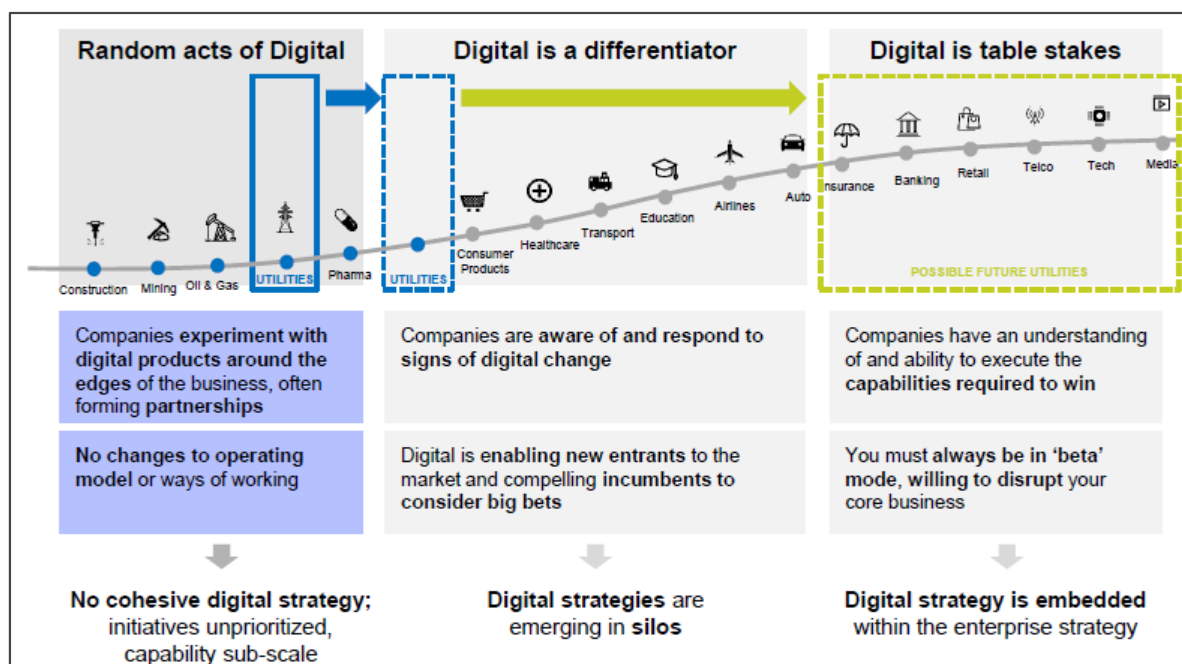 Random acts of Digital
Digital is a differentiator
Digital is table stakes
Construction
Mining
Oil & Gas
UTILITIES
Pharma
UTILITIES
Consumer
Products
Healthcare
Transport
Education
Airlines
Auto
Insurance
Banking
Retail
Telco
Tech
Media
POSSIBLE FUTURE UTILITIES
Companies experiment with
digital products around the
edges of the business, often
forming partnerships
Companies are aware of and respond to
signs of digital change
Companies have an understanding
of and ability to execute the
capabilities required to win
No changes to operating
model or ways of working
Digital is enabling new entrants to the
market and compelling incumbents to
consider big bets
You must always be in ‘beta’
mode, willing to disrupt your
core business
No cohesive digital strategy;
initiatives unprioritized,
capability sub-scale
Digital strategies are
emerging in silos
Digital strategy is embedded
within the enterprise strategy